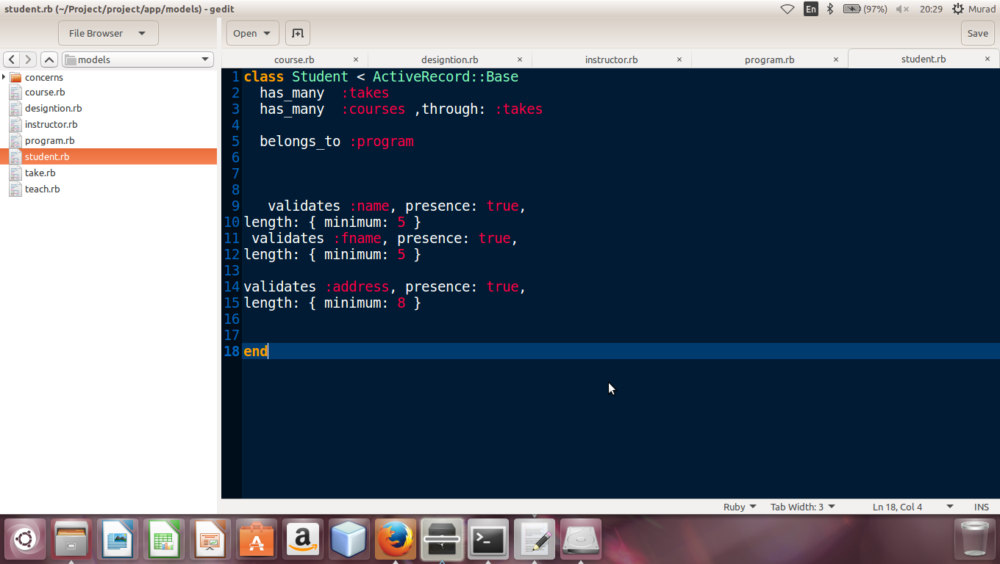 student.rb (~/Project/project/app/models) - gedit
En
(97%)
20:29
Murad
File Browser
Open
Save
models
course.rb ×
designtion.rb ×
instructor.rb ×
program.rb ×
student.rb ×
concerns
course.rb
designtion.rb
instructor.rb
program.rb
student.rb
take.rb
teach.rb
1 class Student < ActiveRecord::Base
2   has_many  :takes
3   has_many  :courses ,through: :takes
4
5   belongs_to :program
6
7
8
9    validates :name, presence: true,
10 length: { minimum: 5 }
11  validates :fname, presence: true,
12 length: { minimum: 5 }
13
14 validates :address, presence: true,
15 length: { minimum: 8 }
16
17
18 end
Ruby
Tab Width: 3
Ln 18, Col 4
INS
a